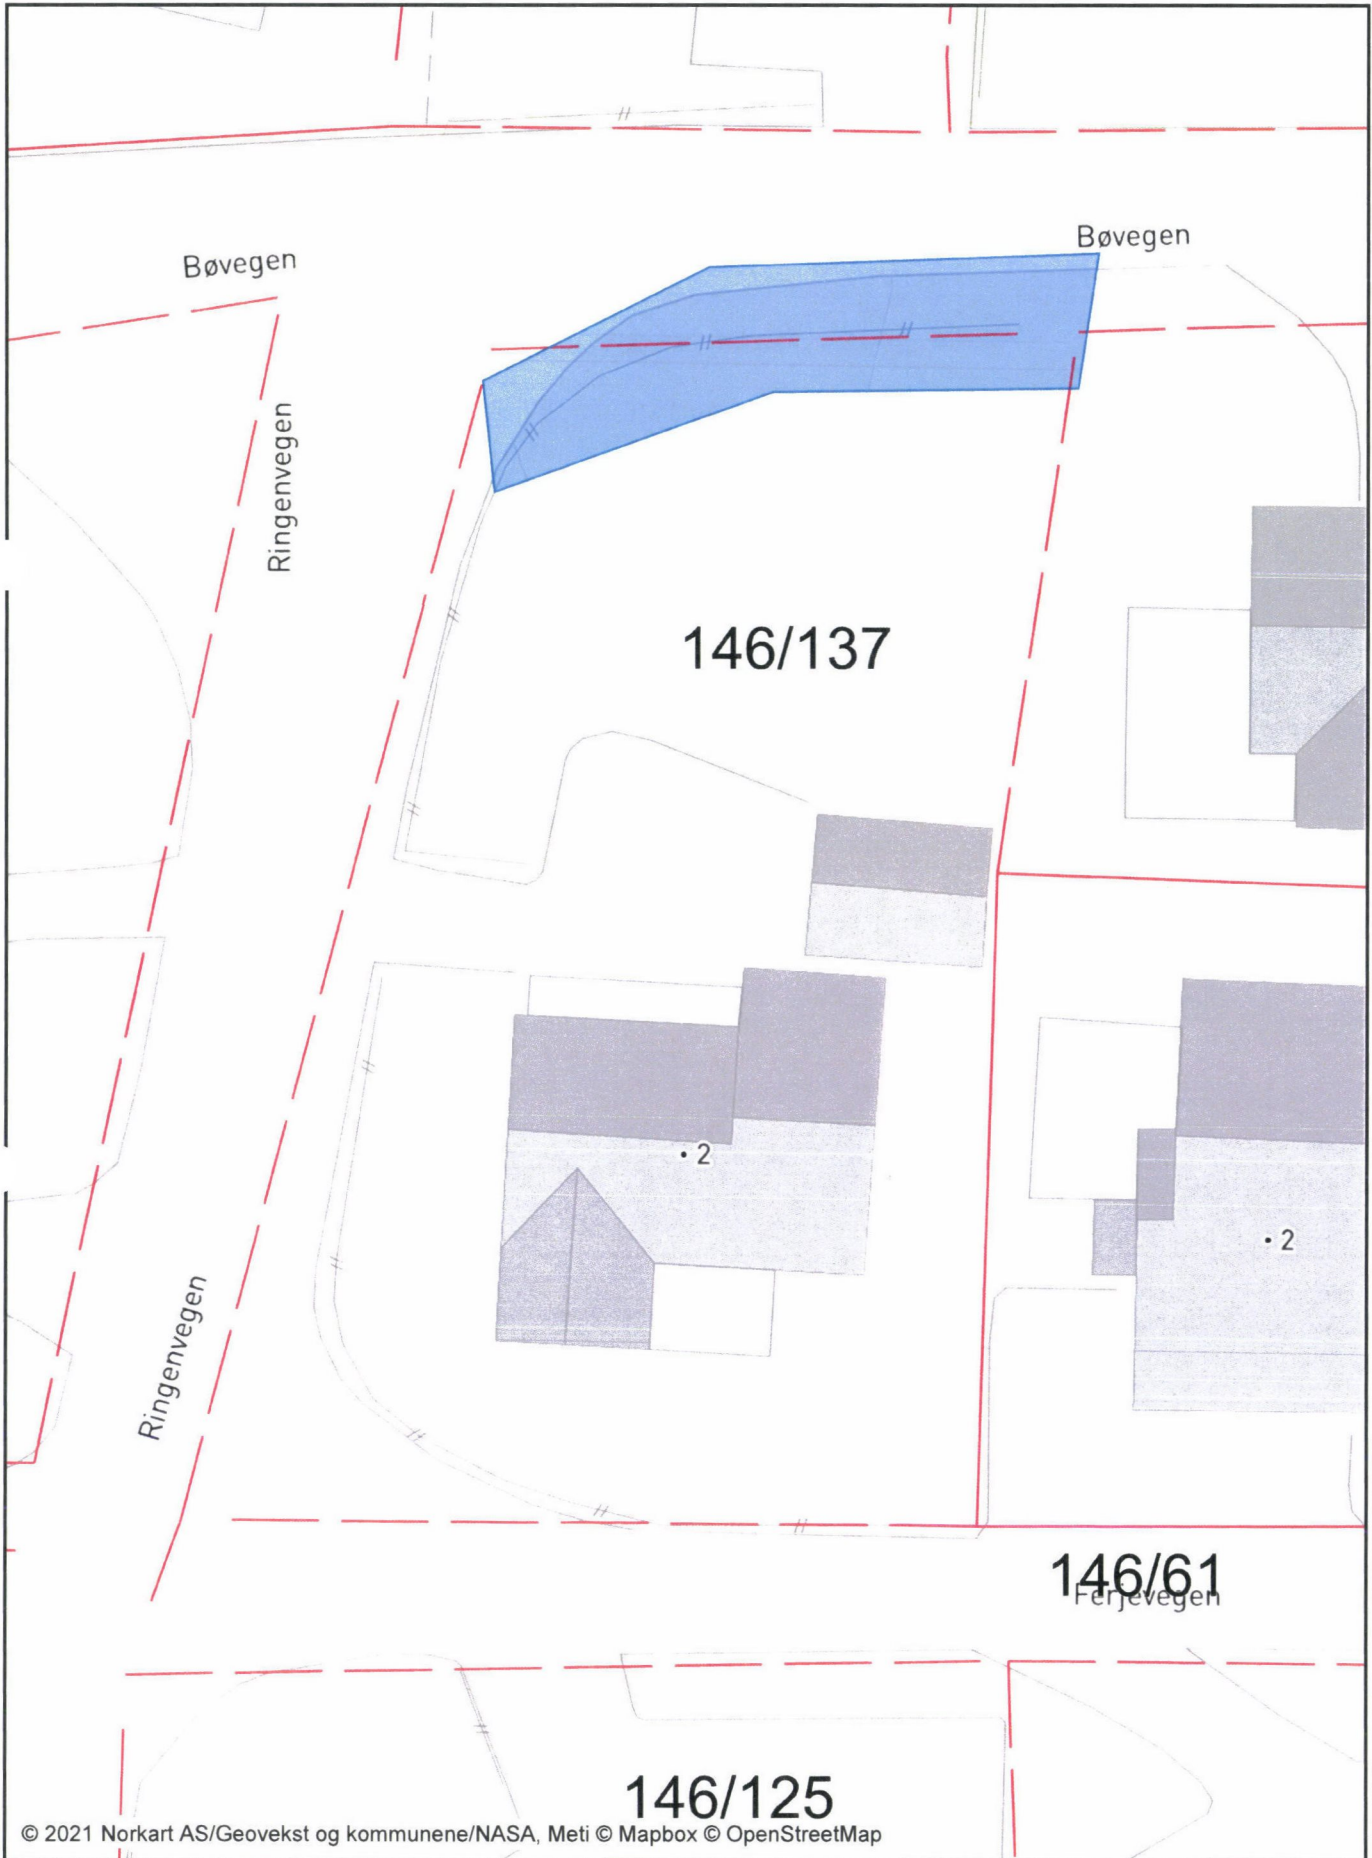 Bøvegen
Bøvegen
Ringenvegen
146/137
• 2
• 2
Ringenvegen
146/61
Ferjevegen
146/125
© 2021 Norkart AS/Geovekst og kommunene/NASA, Meti © Mapbox © OpenStreetMap